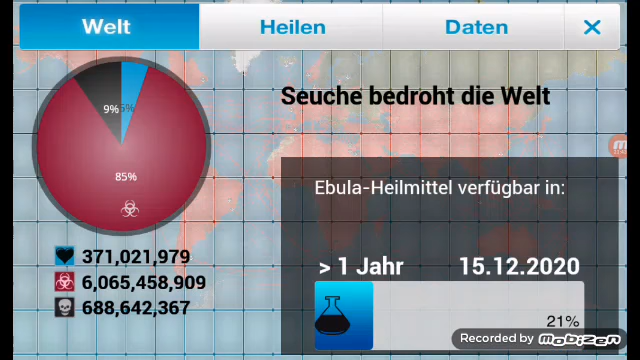 Welt
Heilen
Daten
Seuche bedroht die Welt
9%
5%
85%
Ebula-Heilmittel verfügbar in:
371,021,979
6,065,458,909
688,642,367
> 1 Jahr
15.12.2020
21%
Recorded by mobizen